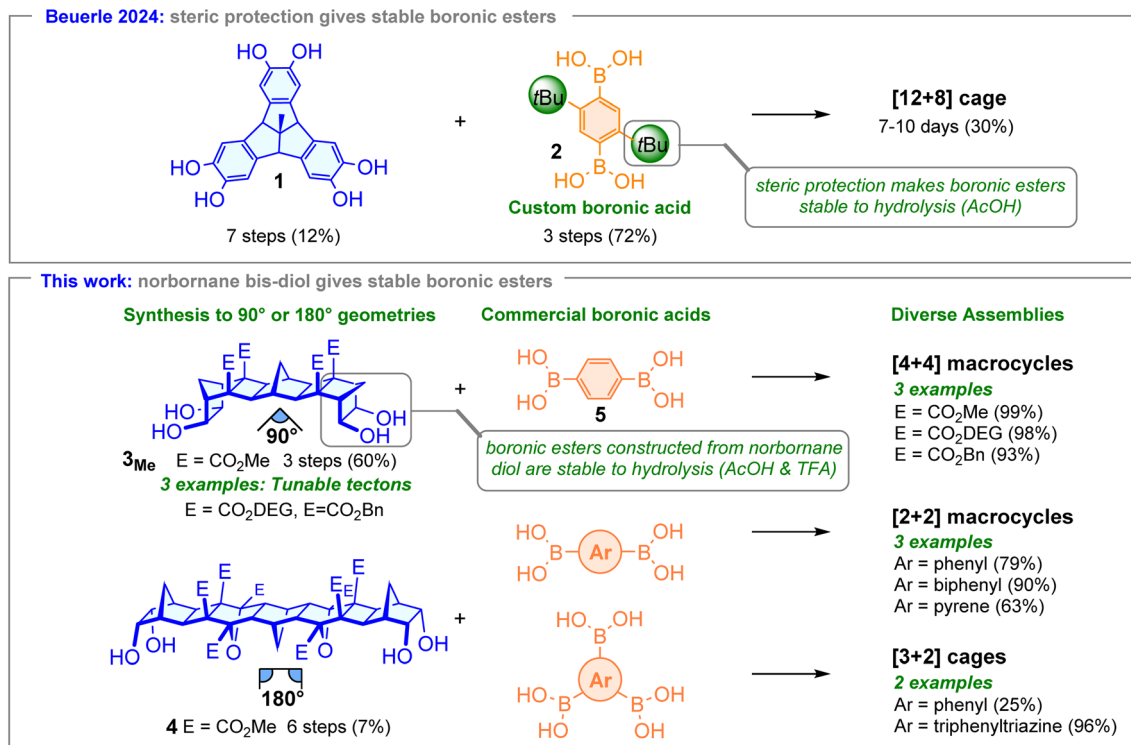 Beuerle 2024: steric protection gives stable boronic esters
HO OH
HO OH
HO OH
1
7 steps (12%)
+
HO OH
B
tBu
tBu
2
B
HO OH
Custom boronic acid
3 steps (72%)
[12+8] cage
7-10 days (30%)
steric protection makes boronic esters
stable to hydrolysis (AcOH)
This work: norbornane bis-diol gives stable boronic esters
Synthesis to 90° or 180° geometries
Commercial boronic acids
Diverse Assemblies
E E E E
HO OH
HO OH
90°
3Me E = CO2Me 3 steps (60%)
3 examples: Tunable tectons
E = CO2DEG, E=CO2Bn
+
HO OH
B B
HO OH
5
boronic esters constructed from norbornane
diol are stable to hydrolysis (AcOH & TFA)
[4+4] macrocycles
3 examples
E = CO2Me (99%)
E = CO2DEG (98%)
E = CO2Bn (93%)
HO OH
B Ar B
HO OH
[2+2] macrocycles
3 examples
Ar = phenyl (79%)
Ar = biphenyl (90%)
Ar = pyrene (63%)
E E
E E E E
OH OH
HO E O E O OH
180°
4 E = CO2Me 6 steps (7%)
+
HO OH
B
Ar
HO B B OH
HO OH
[3+2] cages
2 examples
Ar = phenyl (25%)
Ar = triphenyltriazine (96%)